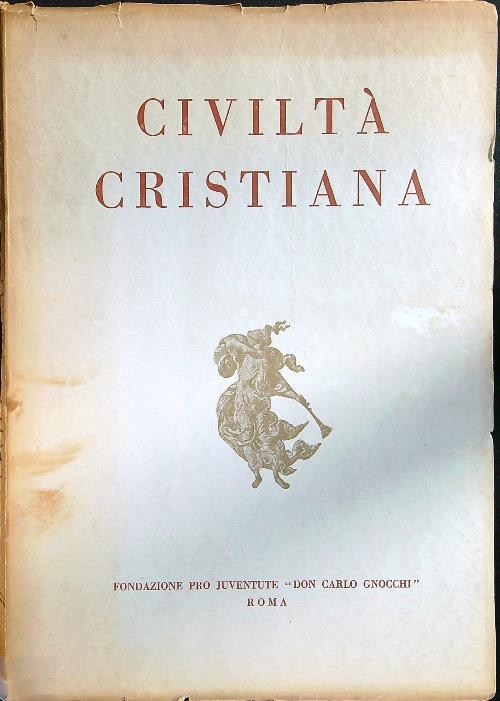 CIVILTÀ
CRISTIANA
FONDAZIONE PRO JUVENTUTE "DON CARLO GNOCCHI"
ROMA